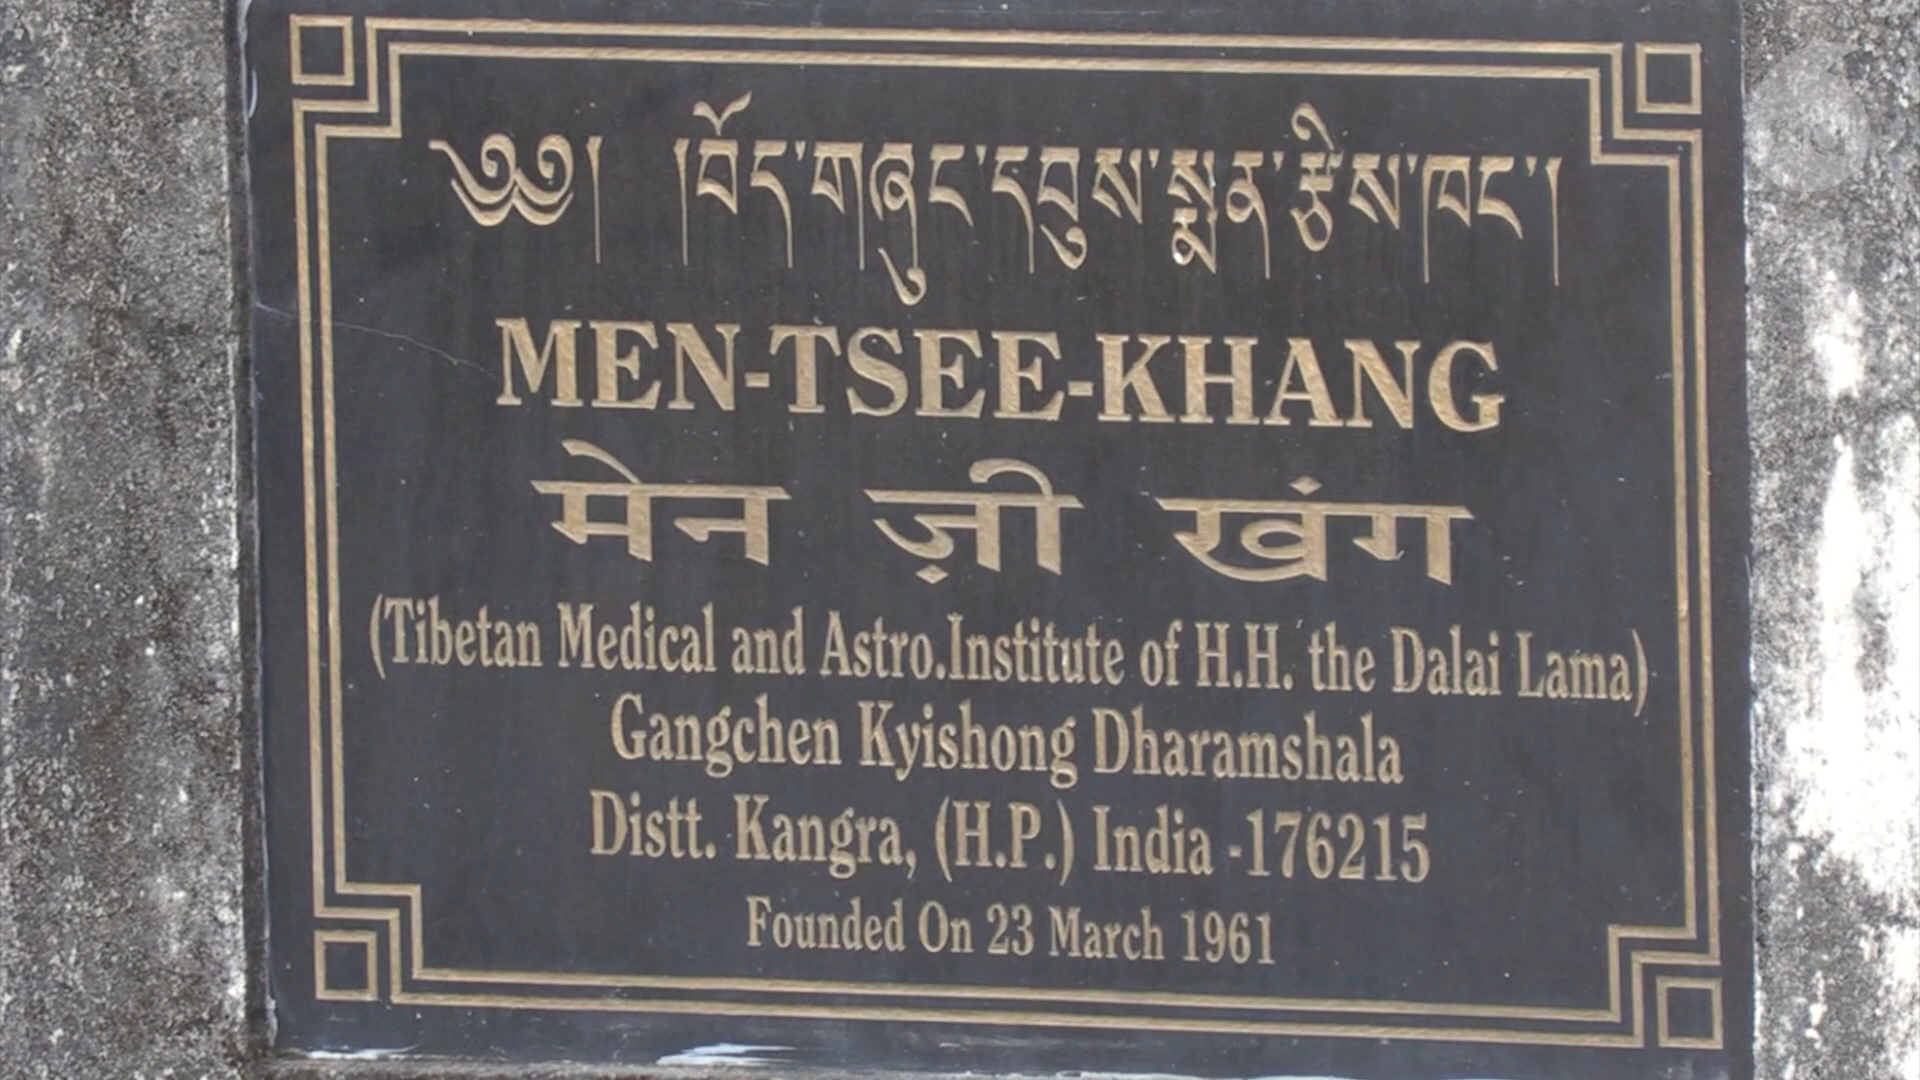 ༄༅། །བོད་གཞུང་དབུས་སྨན་རྩིས་ཁང་།
MEN-TSEE-KHANG
मेन ज़ी खंग
(Tibetan Medical and Astro.Institute of H.H. the Dalai Lama)
Gangchen Kyishong Dharamshala
Distt. Kangra, (H.P.) India -176215
Founded On 23 March 1961